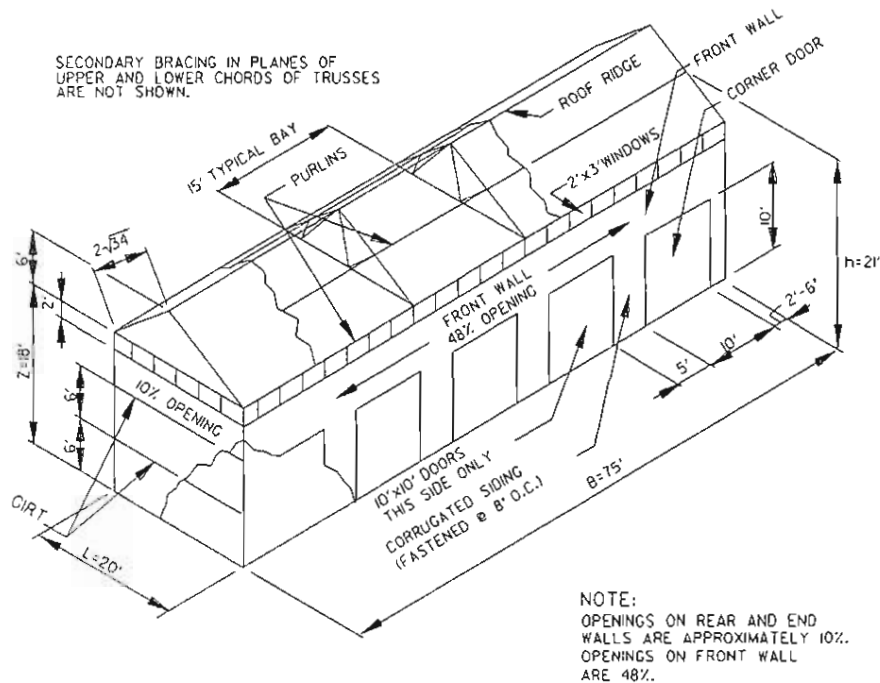 SECONDARY BRACING IN PLANES OF
UPPER AND LOWER CHORDS OF TRUSSES
ARE NOT SHOWN.
FRONT WALL
CORNER DOOR
ROOF RIDGE
15' TYPICAL BAY
PURLINS
2'x3' WINDOWS
2√34
6'
2'
Z=18'
6'
6'
10'
h=21'
FRONT WALL
48% OPENING
10% OPENING
2'-6"
10'
5'
10'x10' DOORS
THIS SIDE ONLY
CORRUGATED SIDING
(FASTENED @ 8" O.C.)
B=75'
GIRT
L=20'
NOTE:
OPENINGS ON REAR AND END
WALLS ARE APPROXIMATELY 10%.
OPENINGS ON FRONT WALL
ARE 48%.